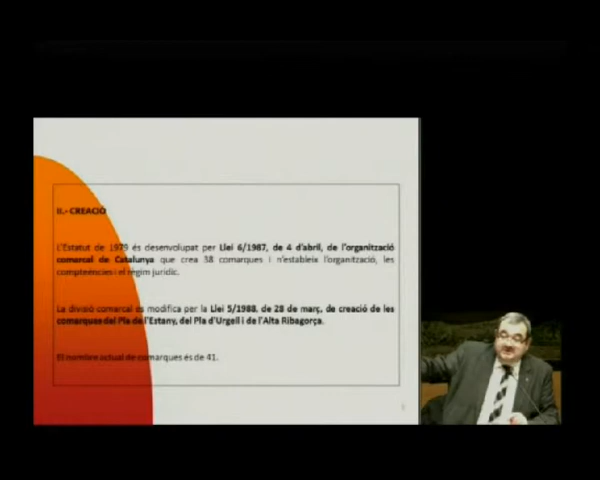 II.- CREACIÓ
L'Estatut de 1979 és desenvolupat per Llei 6/1987, de 4 d'abril, de l'organització
comarcal de Catalunya que crea 38 comarques i n'estableix l'organització, les
competències i el règim jurídic.
La divisió comarcal es modifica per la Llei 5/1988, de 28 de març, de creació de les
comarques del Pla de l'Estany, del Pla d'Urgell i de l'Alta Ribagorça.
El nombre actual de comarques és de 41.